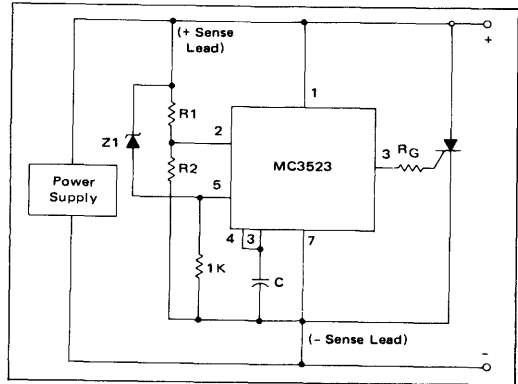 (+ Sense
Lead)
+
1
R1
Z1
2
3
RG
MC3523
R2
Power
Supply
5
4
3
7
1K
C
(- Sense Lead)
-